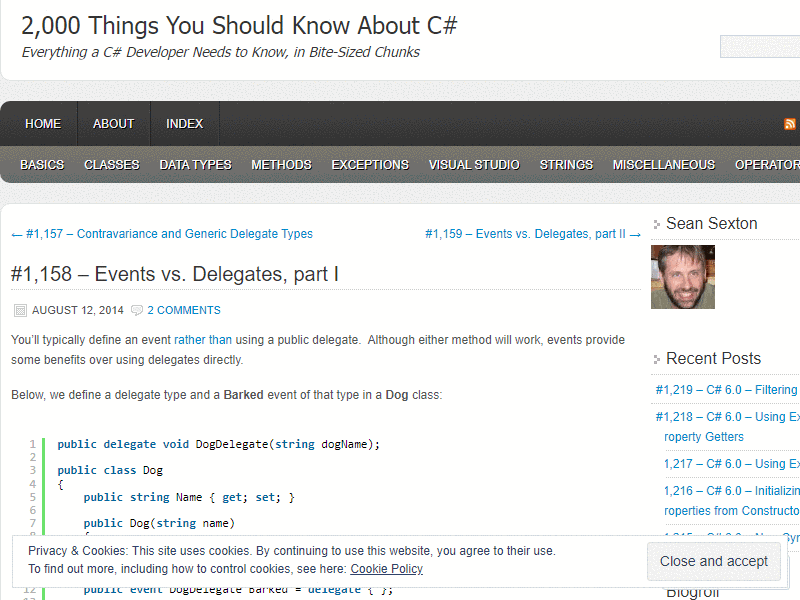 2,000 Things You Should Know About C#
Everything a C# Developer Needs to Know, in Bite-Sized Chunks
HOME ABOUT INDEX
BASICS CLASSES DATA TYPES METHODS EXCEPTIONS VISUAL STUDIO STRINGS MISCELLANEOUS OPERATOR
← #1,157 – Contravariance and Generic Delegate Types
#1,159 – Events vs. Delegates, part II →
#1,158 – Events vs. Delegates, part I
AUGUST 12, 2014 2 COMMENTS
You'll typically define an event rather than using a public delegate.  Although either method will work, events provide
some benefits over using delegates directly.
Below, we define a delegate type and a Barked event of that type in a Dog class:
1 public delegate void DogDelegate(string dogName);
2
3 public class Dog
4 {
5     public string Name { get; set; }
6
7     public Dog(string name)
12     public event DogDelegate Barked = delegate { };
Sean Sexton
Recent Posts
#1,219 – C# 6.0 – Filtering
#1,218 – C# 6.0 – Using Ex
roperty Getters
1,217 – C# 6.0 – Using Ex
1,216 – C# 6.0 – Initializin
roperties from Constructo
Blogroll
Privacy & Cookies: This site uses cookies. By continuing to use this website, you agree to their use.
To find out more, including how to control cookies, see here: Cookie Policy
Close and accept